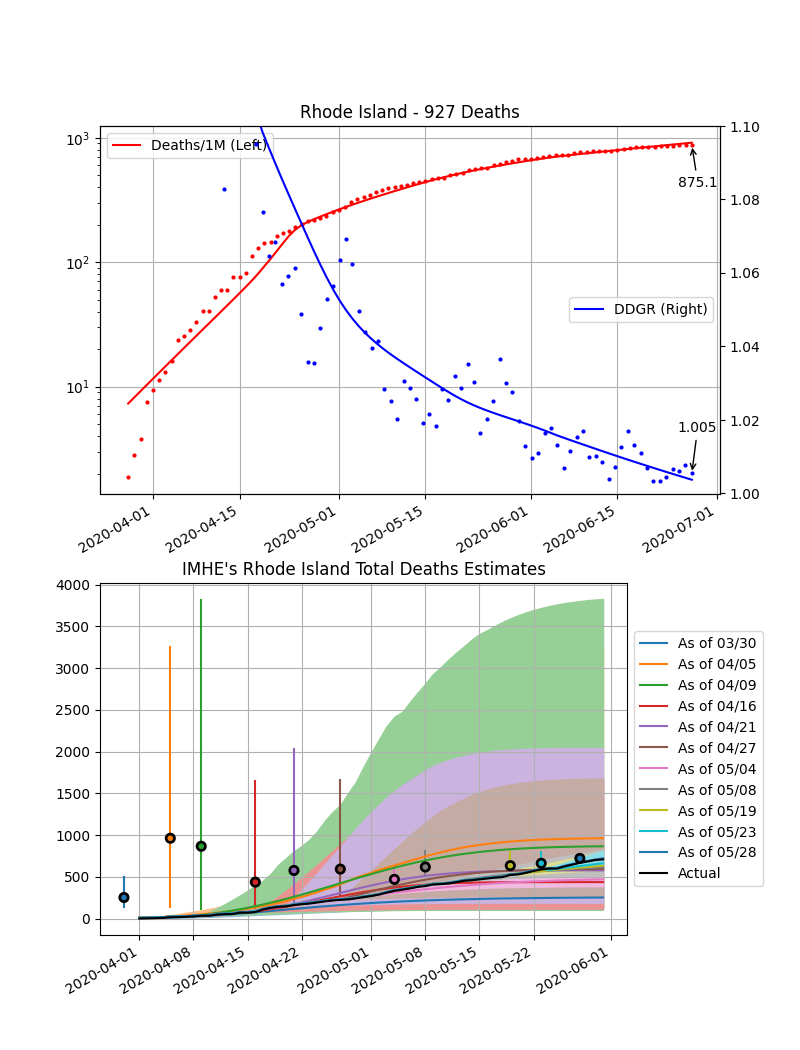 Rhode Island - 927 Deaths
10³
10²
10¹
Deaths/1M (Left)
DDGR (Right)
875.1
1.005
1.10
1.08
1.06
1.04
1.02
1.00
2020-04-01
2020-04-15
2020-05-01
2020-05-15
2020-06-01
2020-06-15
2020-07-01
IMHE's Rhode Island Total Deaths Estimates
4000
3500
3000
2500
2000
1500
1000
500
0
2020-04-01
2020-04-08
2020-04-15
2020-04-22
2020-05-01
2020-05-08
2020-05-15
2020-05-22
2020-06-01
As of 03/30
As of 04/05
As of 04/09
As of 04/16
As of 04/21
As of 04/27
As of 05/04
As of 05/08
As of 05/19
As of 05/23
As of 05/28
Actual